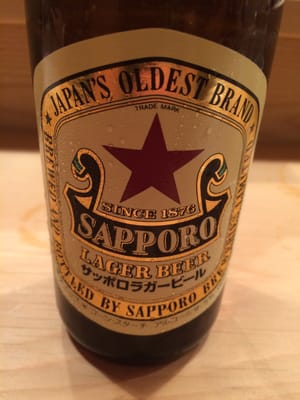 JAPAN'S OLDEST BRAND
TRADE MARK
SINCE 1876
SAPPORO
LAGER BEER
サッポロラガービール
BREWED AND BOTTLED BY SAPPORO